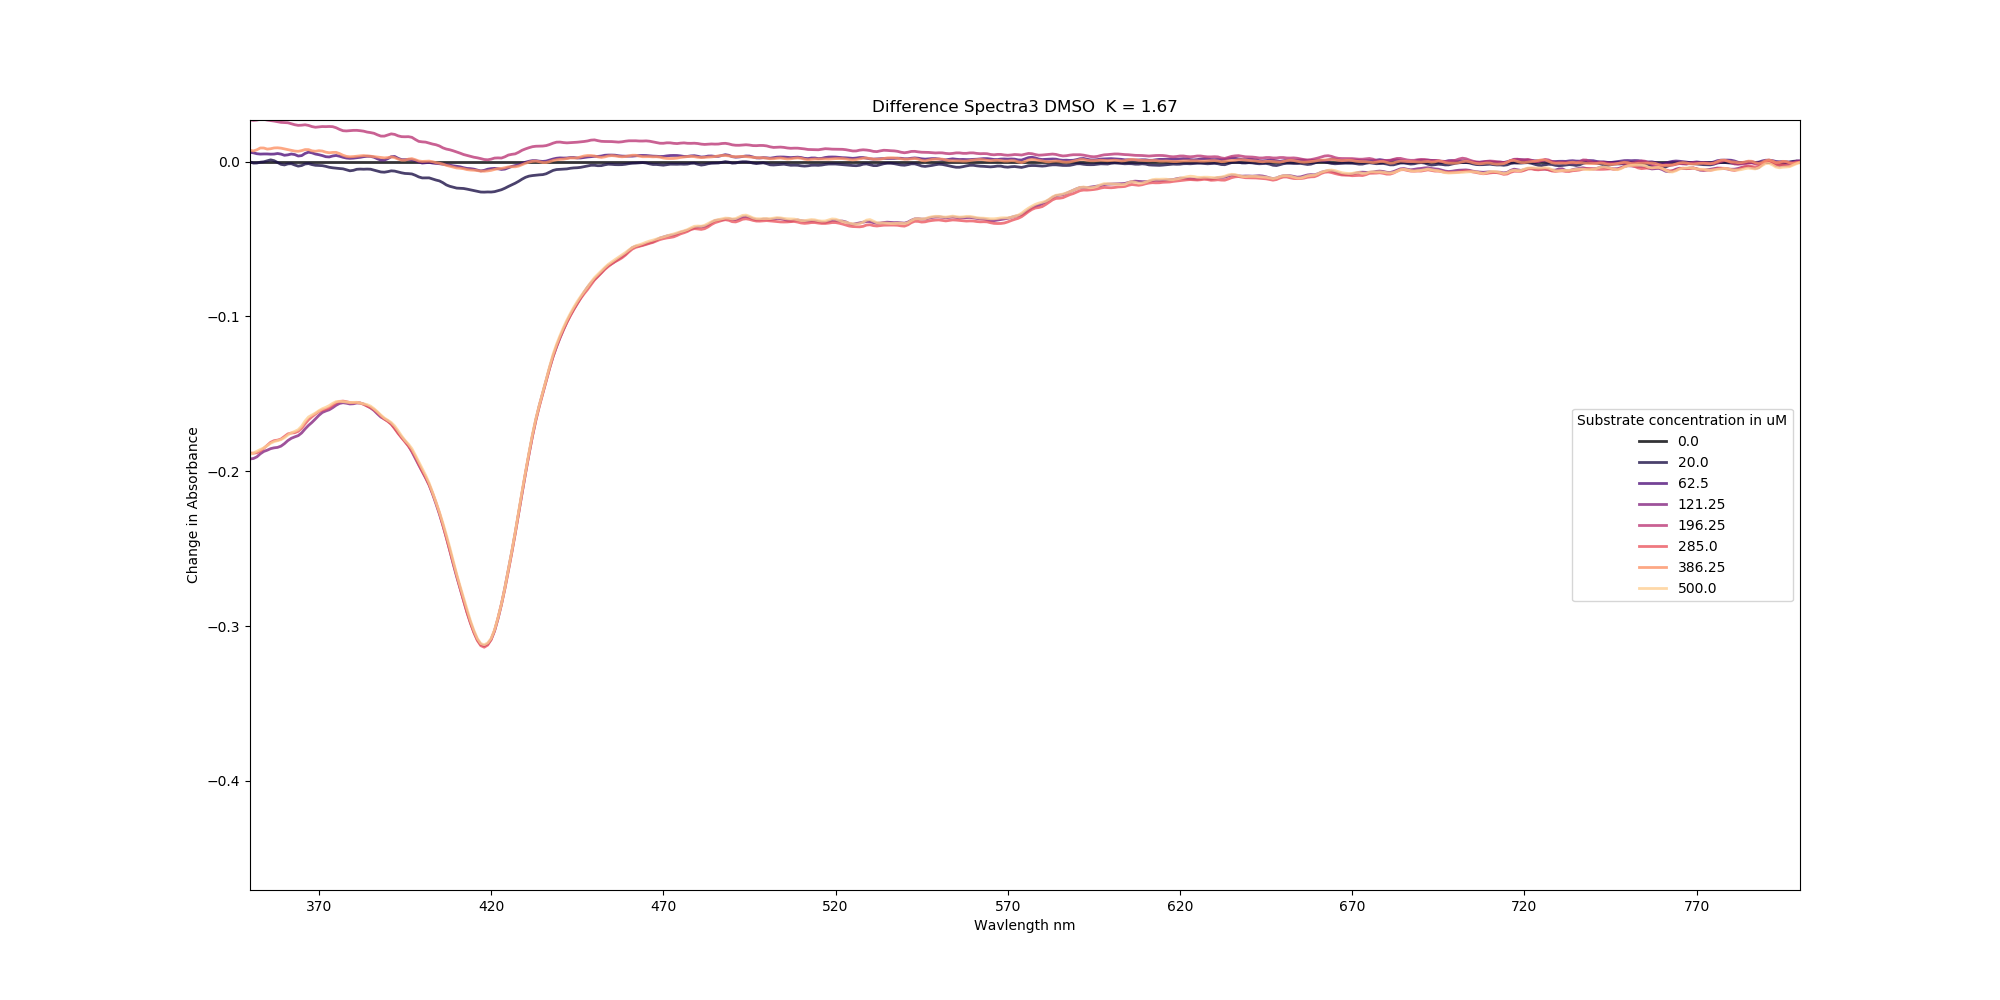 Difference Spectra3 DMSO  K = 1.67
0.0
−0.1
−0.2
−0.3
−0.4
Change in Absorbance
370 420 470 520 570 620 670 720 770
Wavlength nm
Substrate concentration in uM
0.0
20.0
62.5
121.25
196.25
285.0
386.25
500.0